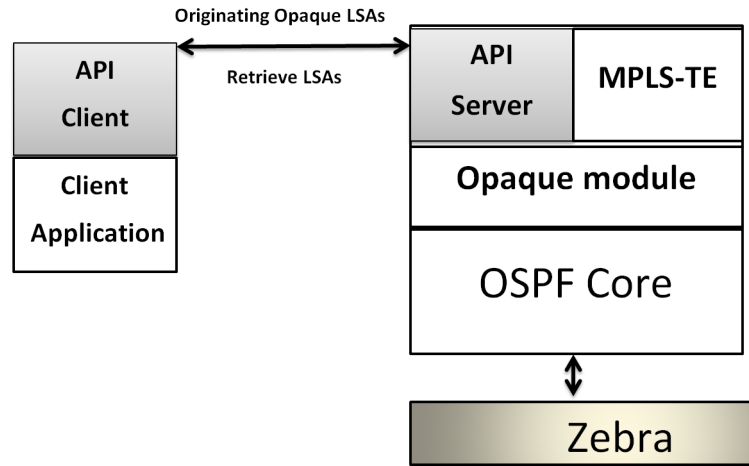 Originating Opaque LSAs
Retrieve LSAs
API
Client
Client
Application
API
Server
MPLS-TE
Opaque module
OSPF Core
Zebra